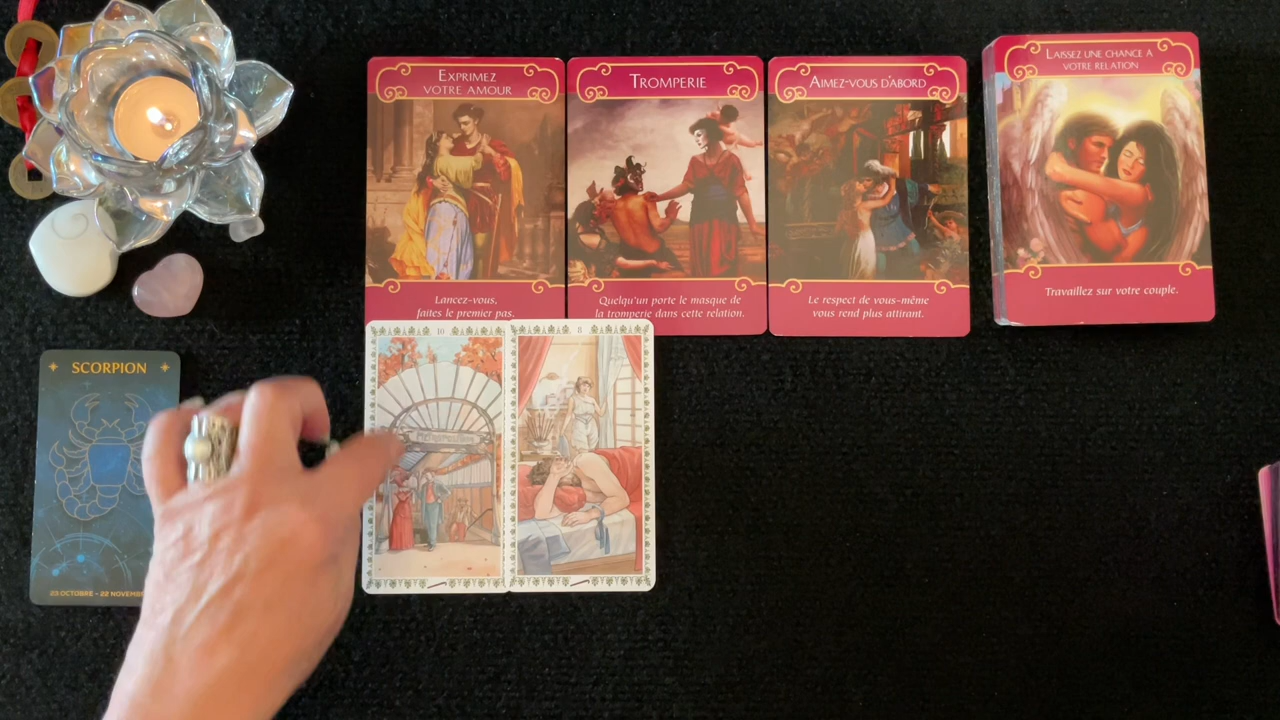 EXPRIMEZ
VOTRE AMOUR
Lancez-vous,
faites le premier pas.
TROMPERIE
Quelqu'un porte le masque de
la tromperie dans cette relation.
AIMEZ-VOUS D'ABORD
Le respect de vous-même
vous rend plus attirant.
LAISSEZ UNE CHANCE A
VOTRE RELATION
Travaillez sur votre couple.
SCORPION
23 OCTOBRE - 22 NOVEMB
10
8